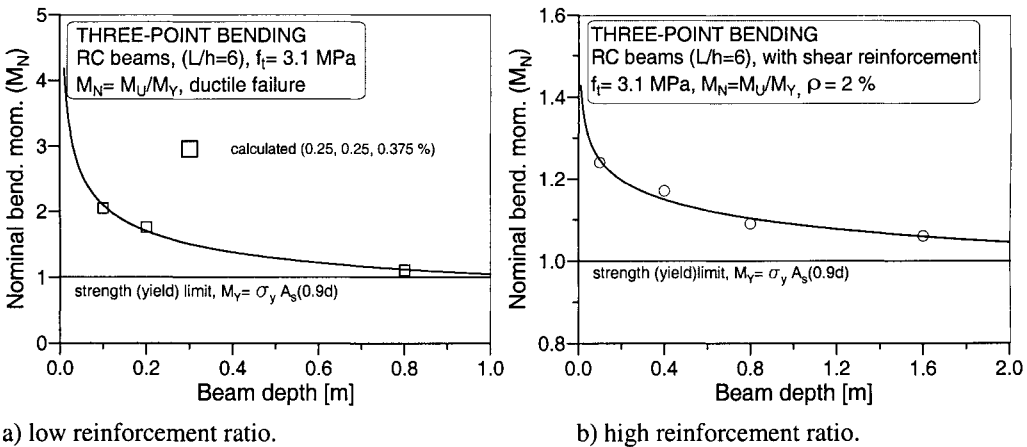 THREE-POINT BENDING
RC beams, (L/h=6), fₜ= 3.1 MPa
M_N= M_U/M_Y, ductile failure
calculated (0.25, 0.25, 0.375 %)
strength (yield) limit, M_Y= σ_y A_s(0.9d)
Nominal bend. mom. (M_N)
5
4
3
2
1
0
0.0 0.2 0.4 0.6 0.8 1.0
Beam depth [m]
a) low reinforcement ratio.
THREE-POINT BENDING
RC beams, (L/h=6), with shear reinforcement
fₜ= 3.1 MPa, M_N=M_U/M_Y, ρ = 2 %
strength (yield)limit, M_Y= σ_y A_s(0.9d)
Nominal bend. mom. (M_N)
1.6
1.4
1.2
1.0
0.8
0.0 0.4 0.8 1.2 1.6 2.0
Beam depth [m]
b) high reinforcement ratio.